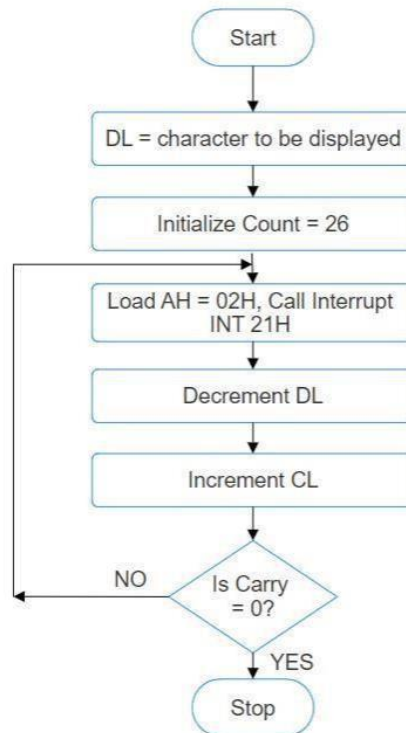 Start
DL = character to be displayed
Initialize Count = 26
Load AH = 02H, Call Interrupt
INT 21H
Decrement DL
Increment CL
NO
Is Carry
= 0?
YES
Stop